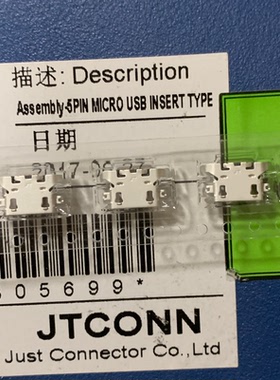 描述: Description
Assembly-5PIN MICRO USB INSERT TYPE
日期
05699*
JTCONN
Just Connector Co.,Ltd